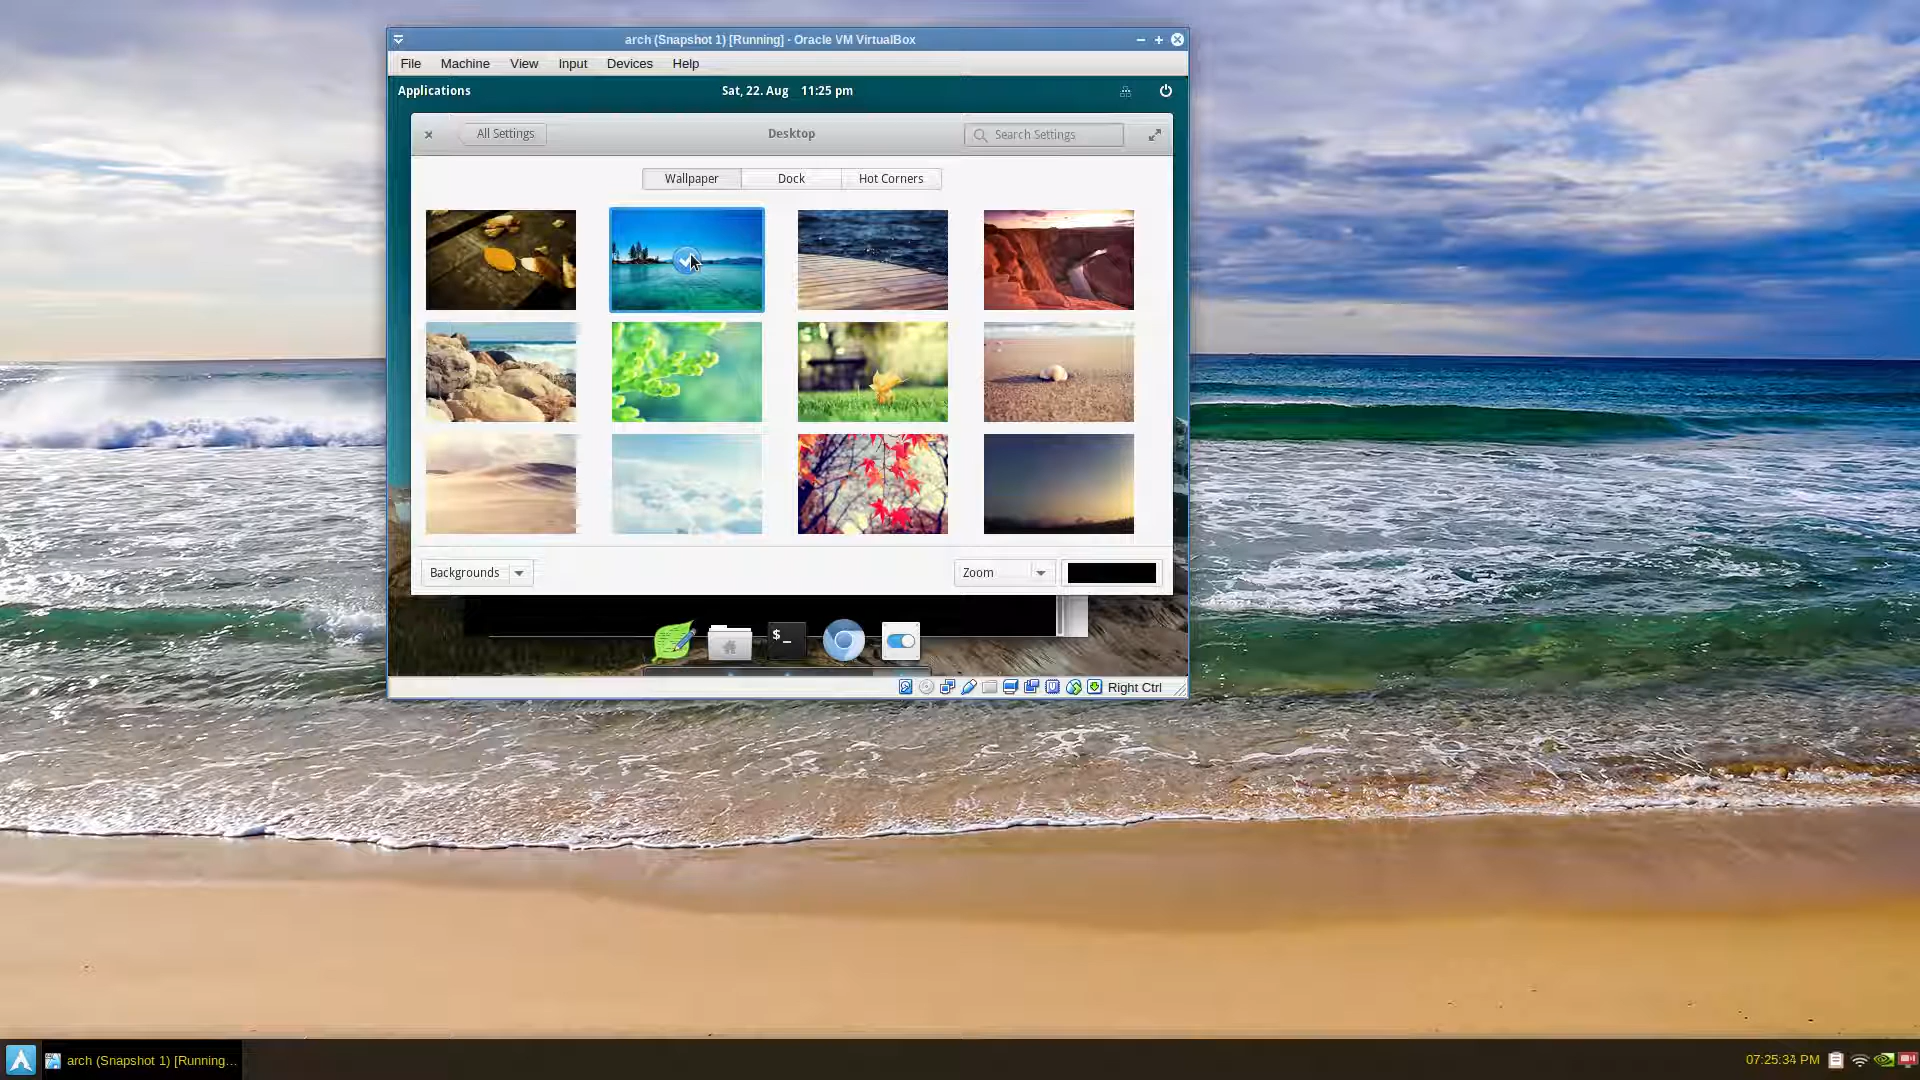 arch (Snapshot 1) [Running] - Oracle VM VirtualBox
File Machine View Input Devices Help
Applications Sat, 22. Aug 11:25 pm
All Settings Desktop Search Settings
Wallpaper Dock Hot Corners
Backgrounds Zoom
$_
Right Ctrl
arch (Snapshot 1) [Running... 07:25:34 PM